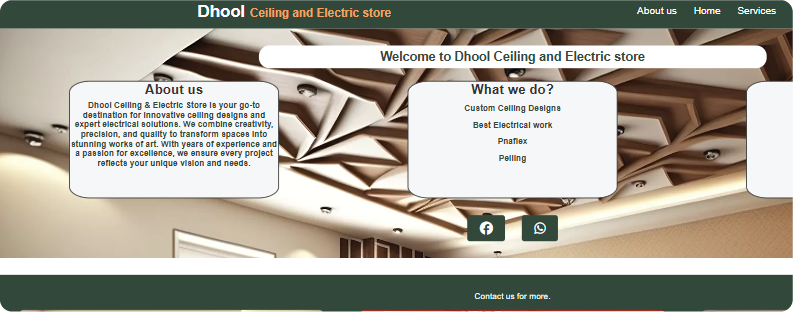 Dhool Ceiling and Electric store
About us Home Services
Welcome to Dhool Ceiling and Electric store
About us
Dhool Ceiling & Electric Store is your go-to
destination for innovative ceiling designs and
expert electrical solutions. We combine creativity,
precision, and quality to transform spaces into
stunning works of art. With years of experience and
a passion for excellence, we ensure every project
reflects your unique vision and needs.
What we do?
Custom Ceiling Designs
Best Electrical work
Pnaflex
Pelling
Contact us for more.